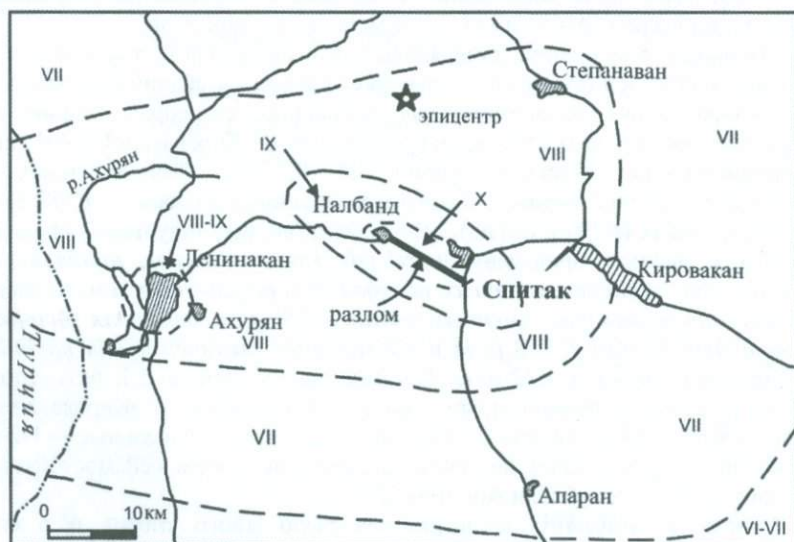 VII
Степанаван
эпицентр
VII
IX
VIII
р.Ахурян
Налбанд
X
VIII-IX
VIII
Ленинакан
Кировакан
Спитак
Ахурян
разлом
VIII
VIII
Турция
VII
VII
Апаран
0 10км
VI-VII